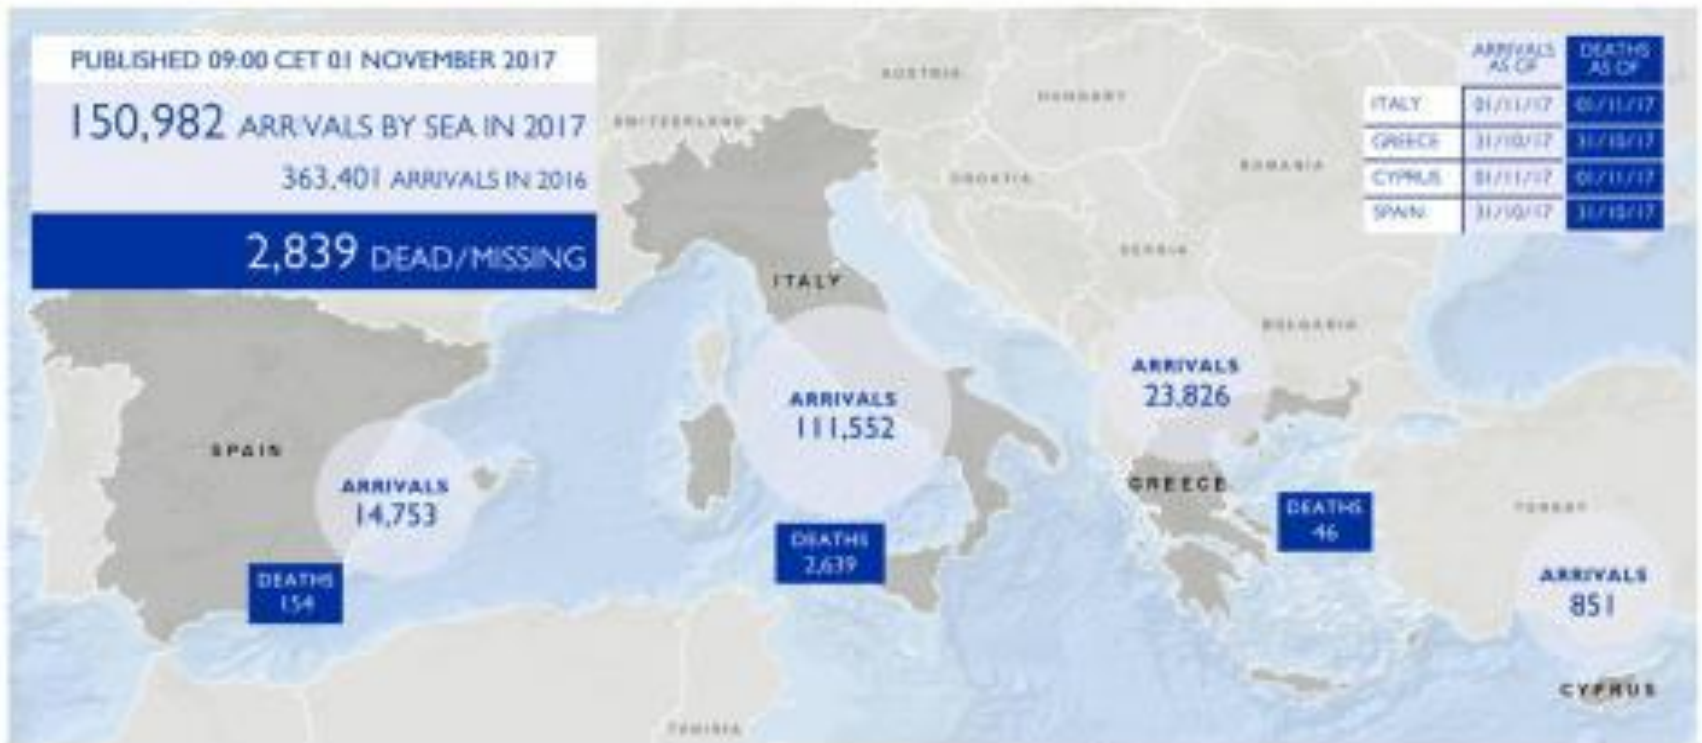 PUBLISHED 09:00 CET 01 NOVEMBER 2017
150,982 ARRIVALS BY SEA IN 2017
363,401 ARRIVALS IN 2016
2,839 DEAD/MISSING
ARRIVALS
AS OF
DEATHS
AS OF
ITALY 01/11/17 01/11/17
GREECE 31/10/17 31/10/17
CYPRUS 01/11/17 01/11/17
SPAIN 31/10/17 31/10/17
AUSTRIA
HUNGARY
SWITZERLAND
CROATIA
ROMANIA
SERBIA
BULGARIA
ITALY
ARRIVALS
111,552
DEATHS
2,639
SPAIN
ARRIVALS
14,753
DEATHS
154
ARRIVALS
23,826
GREECE
DEATHS
46
TURKEY
ARRIVALS
851
CYPRUS
TUNISIA